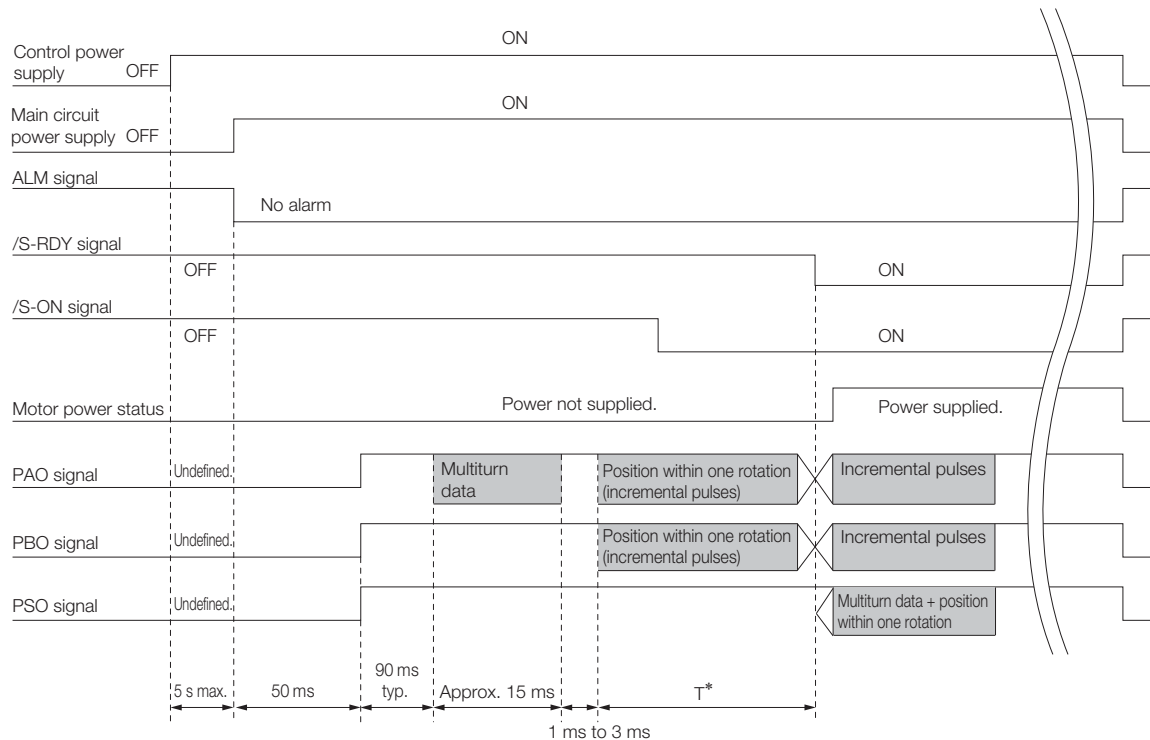 ON
Control power
supply OFF
ON
Main circuit
power supply OFF
ALM signal
No alarm
/S-RDY signal
OFF
ON
/S-ON signal
OFF
ON
Motor power status
Power not supplied.
Power supplied.
PAO signal
Undefined.
Multiturn
data
Position within one rotation
(incremental pulses)
Incremental pulses
PBO signal
Undefined.
Position within one rotation
(incremental pulses)
Incremental pulses
PSO signal
Undefined.
Multiturn data + position
within one rotation
5 s max.
50 ms
90 ms
typ.
Approx. 15 ms
1 ms to 3 ms
T*